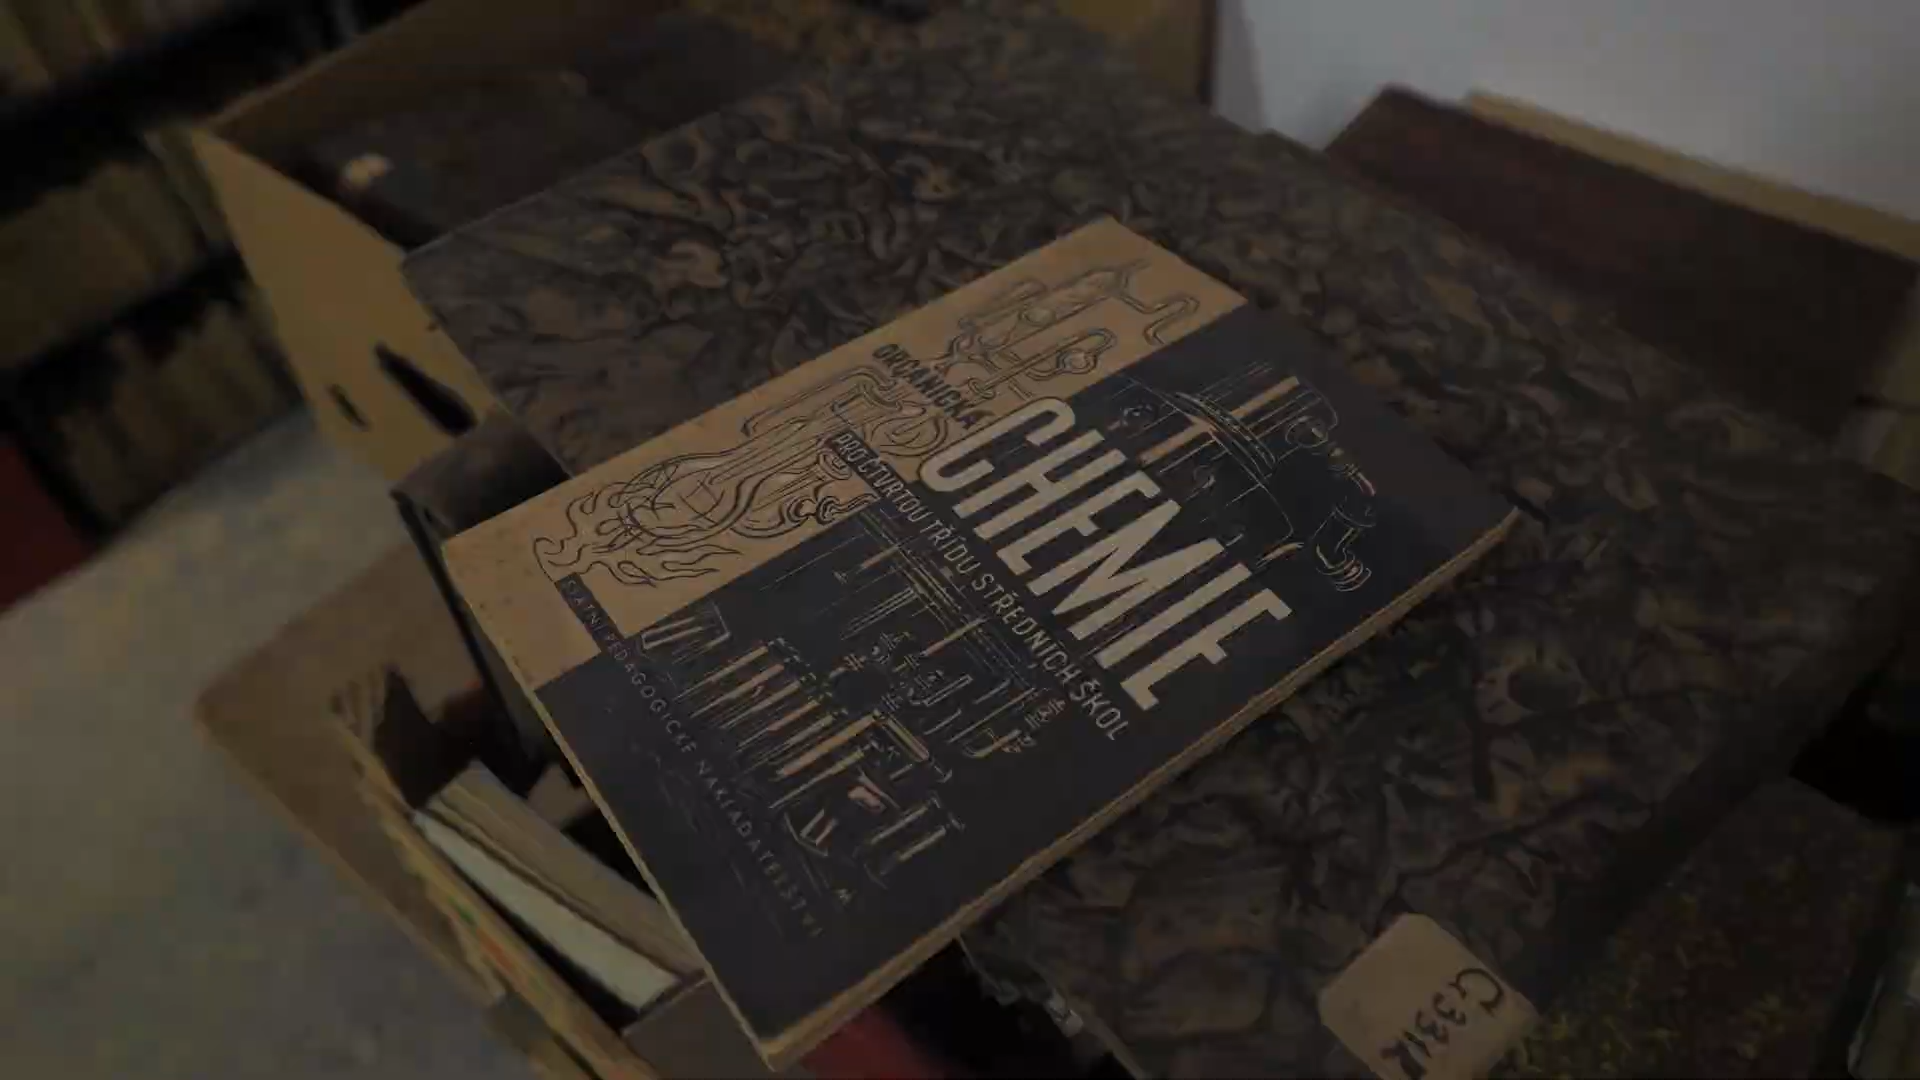 ORGANICKÁ
CHEMIE
PRO ČTVRTOU TŘÍDU STŘEDNÍCH ŠKOL
STÁTNÍ PEDAGOGICKÉ NAKLADATELSTVÍ